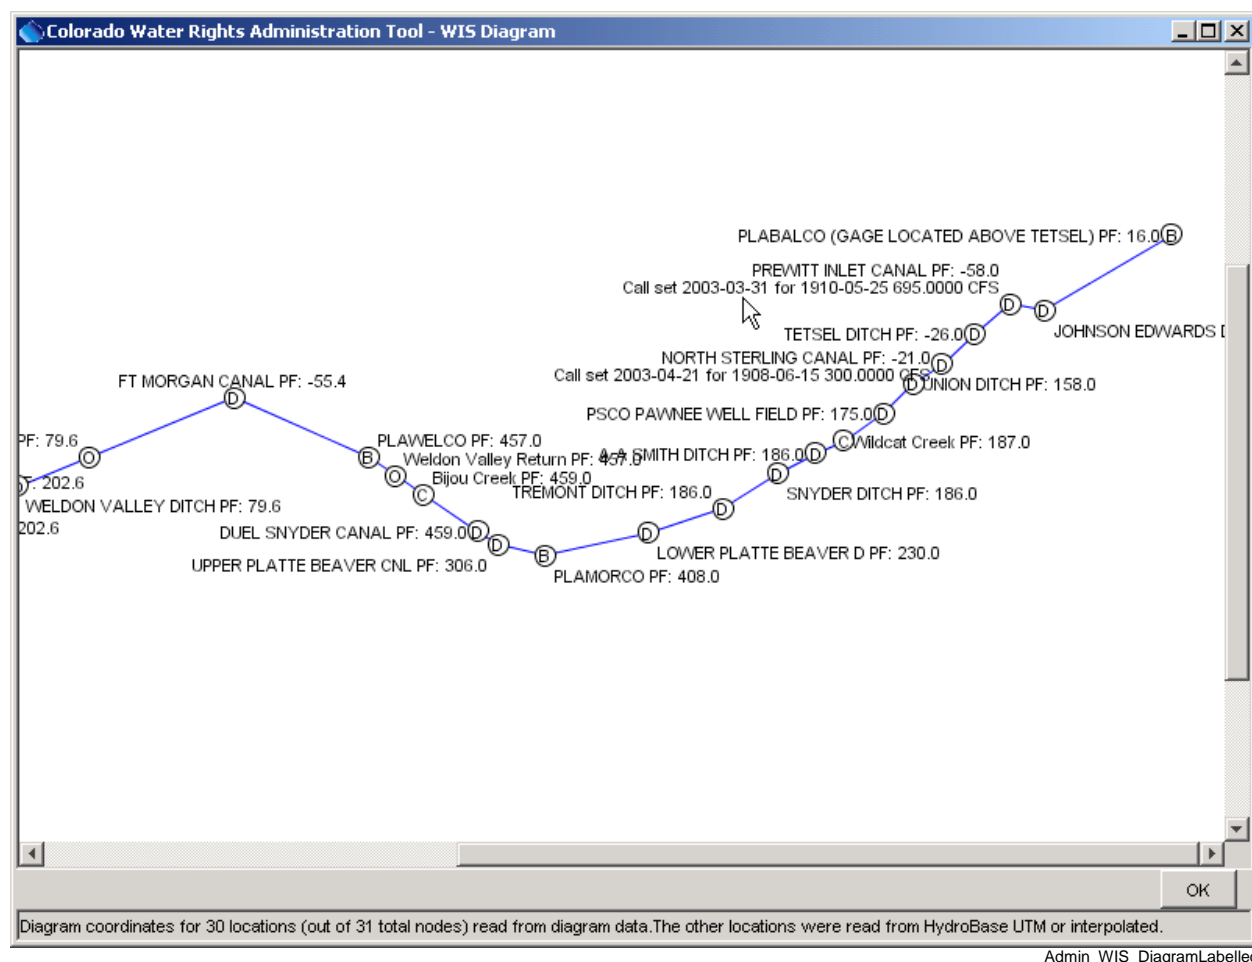 Colorado Water Rights Administration Tool - WIS Diagram
PLABALCO (GAGE LOCATED ABOVE TETSEL) PF: 16.0 B
PREWITT INLET CANAL PF: -58.0
Call set 2003-03-31 for 1910-05-25 695.0000 CFS
D
D
JOHNSON EDWARDS D
TETSEL DITCH PF: -26.0 D
NORTH STERLING CANAL PF: -21.0 D
Call set 2003-04-21 for 1908-06-15 300.0000 CFS
D UNION DITCH PF: 158.0
FT MORGAN CANAL PF: -55.4
D
PSCO PAWNEE WELL FIELD PF: 175.0 D
PF: 79.6
O
B PLAWELCO PF: 457.0
C Wildcat Creek PF: 187.0
Weldon Valley Return PF: 457.0
A A SMITH DITCH PF: 186.0 D
O
Bijou Creek PF: 459.0
C
: 202.6
TREMONT DITCH PF: 186.0
D
D
SNYDER DITCH PF: 186.0
WELDON VALLEY DITCH PF: 79.6
202.6
DUEL SNYDER CANAL PF: 459.0 D
D
UPPER PLATTE BEAVER CNL PF: 306.0
D
LOWER PLATTE BEAVER D PF: 230.0
B
PLAMORCO PF: 408.0
OK
Diagram coordinates for 30 locations (out of 31 total nodes) read from diagram data.The other locations were read from HydroBase UTM or interpolated.
Admin_WIS_DiagramLabelled